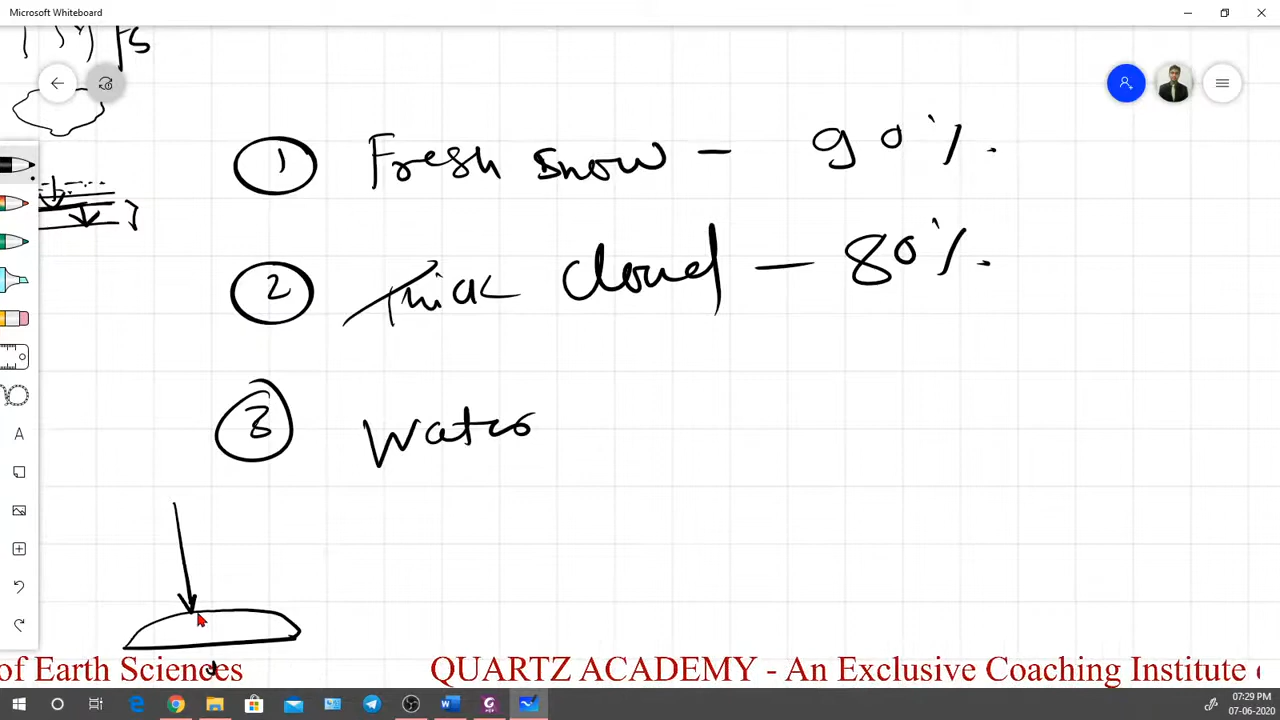 Microsoft Whiteboard
① Fresh snow - 90%.
② Thick cloud - 80%.
③ Water
of Earth Sciences QUARTZ ACADEMY - An Exclusive Coaching Institute
07:29 PM
07-06-2020